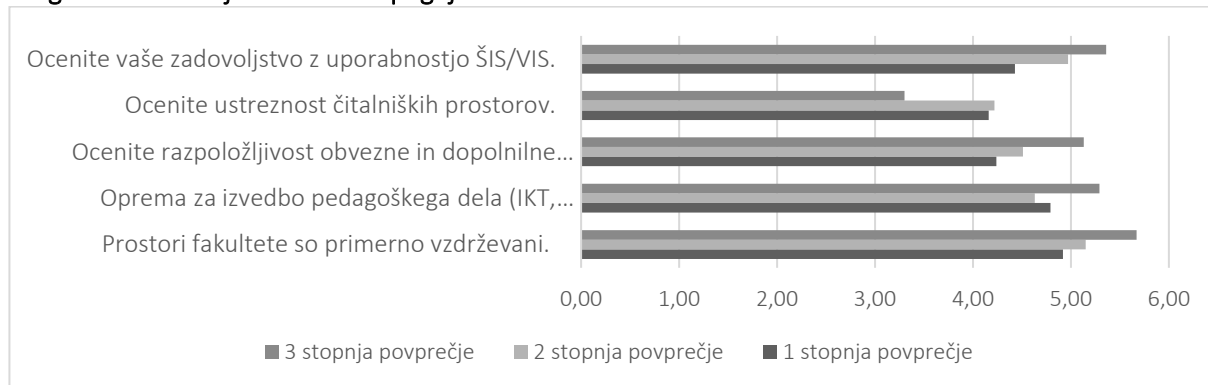 Ocenite vaše zadovoljstvo z uporabnostjo ŠIS/VIS.
Ocenite ustreznost čitalniških prostorov.
Ocenite razpoložljivost obvezne in dopolnilne...
Oprema za izvedbo pedagoškega dela (IKT,...
Prostori fakultete so primerno vzdrževani.
0,00 1,00 2,00 3,00 4,00 5,00 6,00
3 stopnja povprečje 2 stopnja povprečje 1 stopnja povprečje